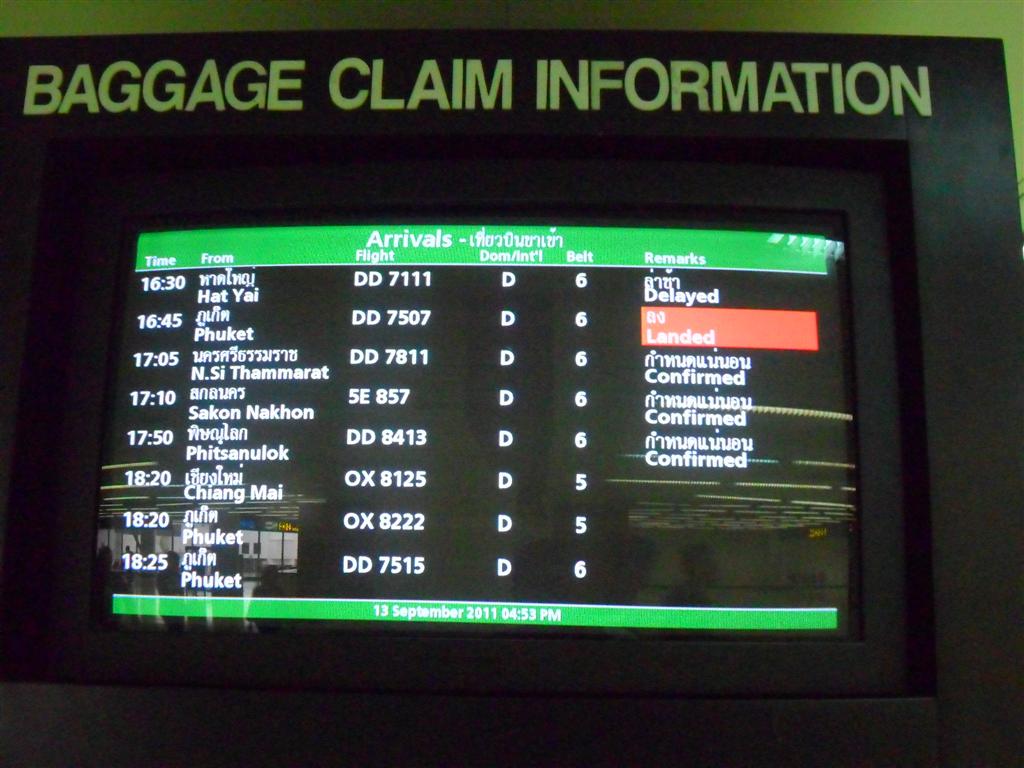 BAGGAGE CLAIM INFORMATION
Arrivals - เที่ยวบินขาเข้า
Time From Flight Dom/Int'l Belt Remarks
16:30 หาดใหญ่ DD 7111 D 6 ล่าช้า
Hat Yai Delayed
16:45 ภูเก็ต DD 7507 D 6 ลง
Phuket Landed
17:05 นครศรีธรรมราช DD 7811 D 6 กำหนดแน่นอน
N.Si Thammarat Confirmed
17:10 สกลนคร 5E 857 D 6 กำหนดแน่นอน
Sakon Nakhon Confirmed
17:50 พิษณุโลก DD 8413 D 6 กำหนดแน่นอน
Phitsanulok Confirmed
18:20 เชียงใหม่ OX 8125 D 5
Chiang Mai
18:20 ภูเก็ต OX 8222 D 5
Phuket
18:25 ภูเก็ต DD 7515 D 6
Phuket
13 September 2011 04:53 PM